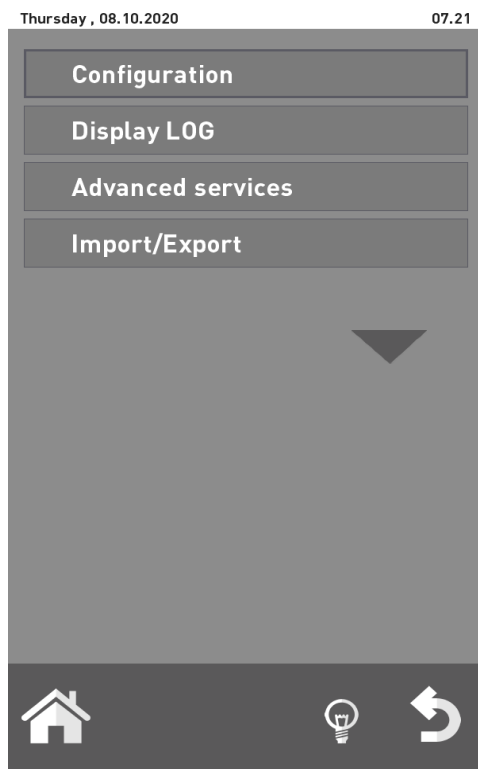 Thursday , 08.10.2020 07.21
Configuration
Display LOG
Advanced services
Import/Export